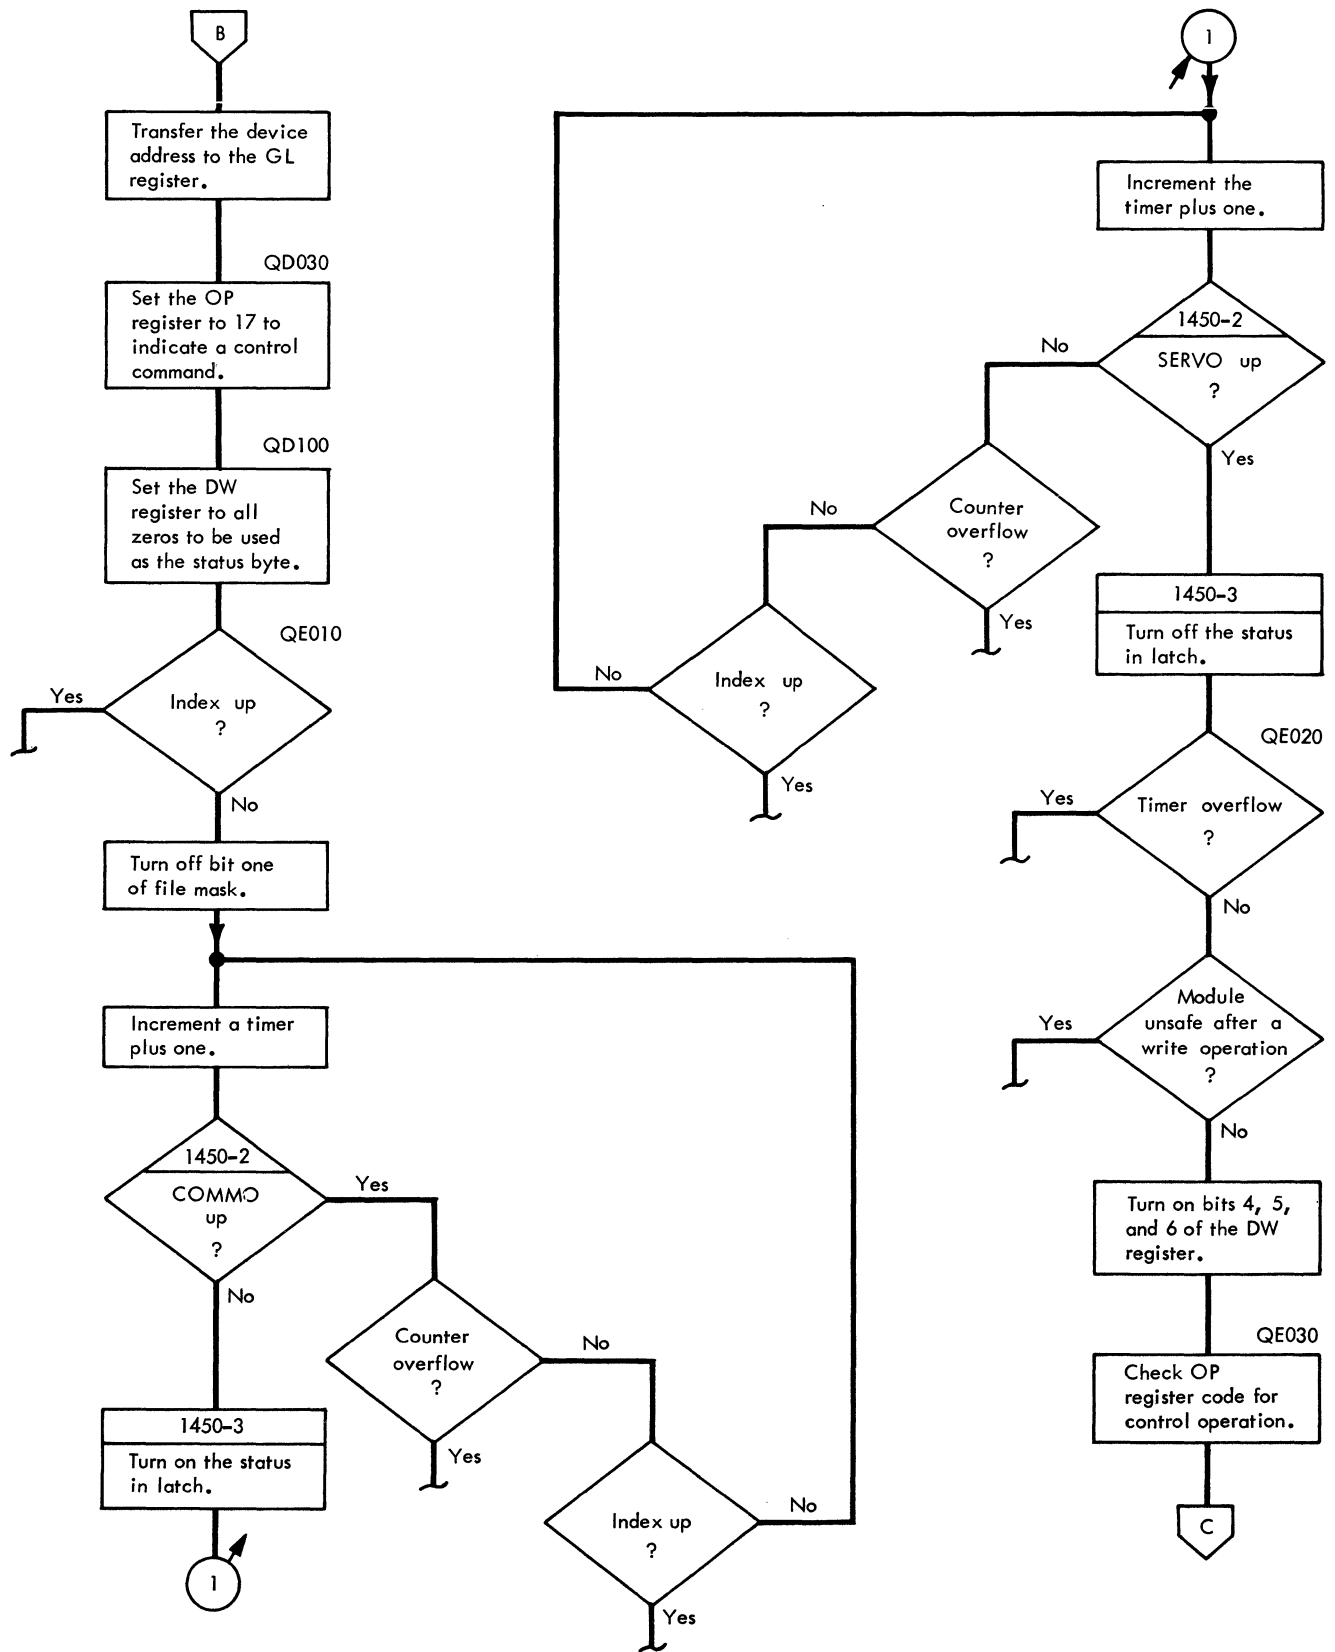 B
Transfer the device
address to the GL
register.
QD030
Set the OP
register to 17 to
indicate a control
command.
QD100
Set the DW
register to all
zeros to be used
as the status byte.
QE010
Index up
?
Yes
No
Turn off bit one
of file mask.
Increment a timer
plus one.
1450-2
COMMO
up
?
Yes
No
Counter
overflow
?
No
Yes
Index up
?
No
Yes
1450-3
Turn on the status
in latch.
1
1
Increment the
timer plus one.
1450-2
SERVO up
?
No
Yes
Counter
overflow
?
No
Yes
Index up
?
No
Yes
1450-3
Turn off the status
in latch.
QE020
Timer overflow
?
Yes
No
Module
unsafe after a
write operation
?
Yes
No
Turn on bits 4, 5,
and 6 of the DW
register.
QE030
Check OP
register code for
control operation.
C